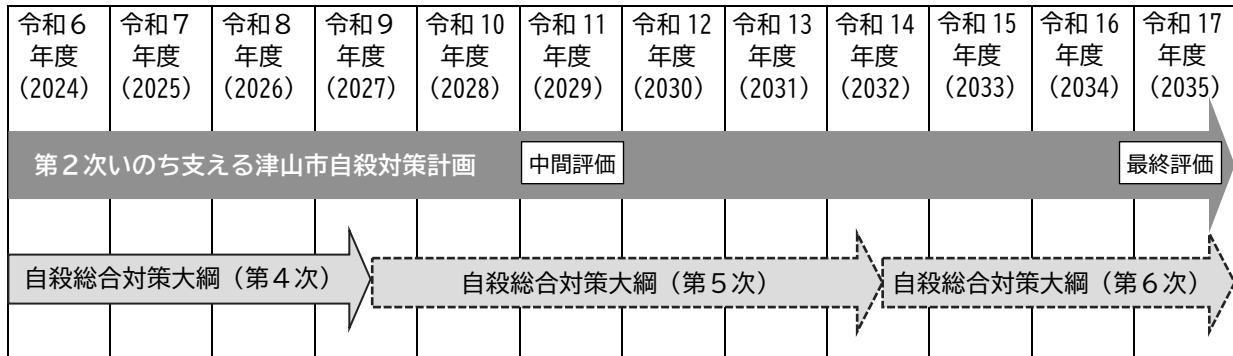 令和6 令和7 令和8 令和9 令和 10 令和 11 令和 12 令和 13 令和 14 令和 15 令和 16 令和 17
年度 年度 年度 年度 年度 年度 年度 年度 年度 年度 年度 年度
(2024) (2025) (2026) (2027) (2028) (2029) (2030) (2031) (2032) (2033) (2034) (2035)
第2次いのち支える津山市自殺対策計画 中間評価 最終評価
自殺総合対策大綱(第4次) 自殺総合対策大綱(第5次) 自殺総合対策大綱(第6次)